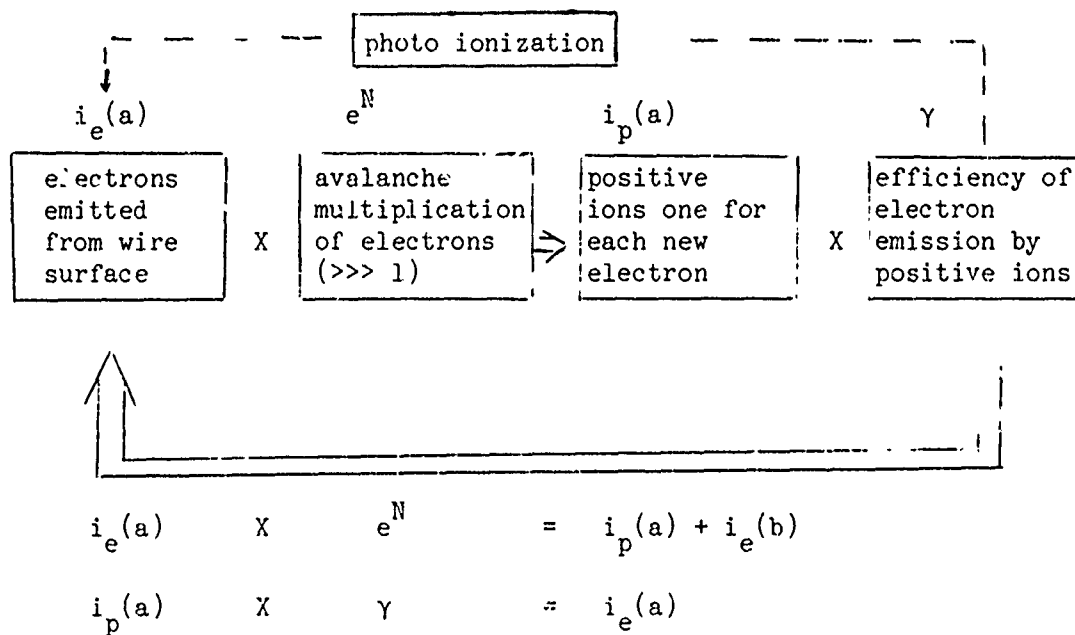 photo ionization
i_e(a) e^N i_p(a) γ
electrons
emitted
from wire
surface
X
avalanche
multiplication
of electrons
(>>> 1)
positive
ions one for
each new
electron
X
efficiency of
electron
emission by
positive ions
i_e(a) X e^N = i_p(a) + i_e(b)
i_p(a) X γ = i_e(a)